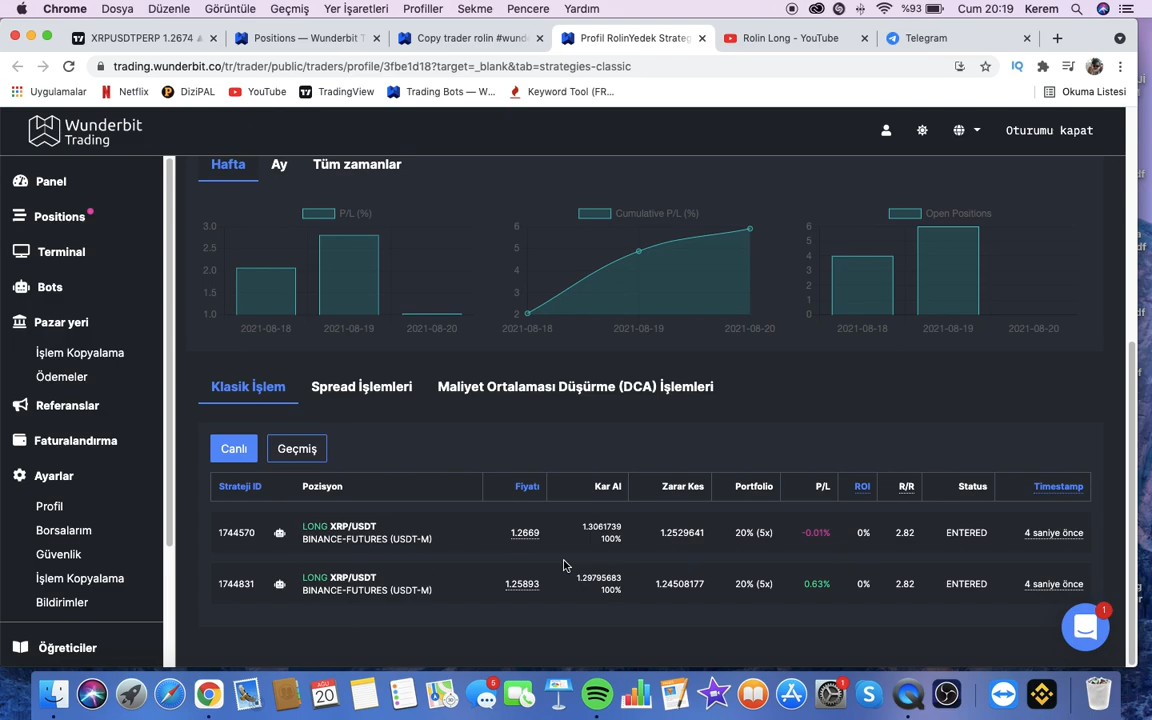 Chrome Dosya Düzenle Görüntüle Geçmiş Yer İşaretleri Profiller Sekme Pencere Yardım %93 Cum 20:19 Kerem
XRPUSDTPERP 1.2674 Positions — Wunderbit T Copy trader rolin #wund Profil RolinYedek Strateg Rolin Long - YouTube Telegram
trading.wunderbit.co/tr/trader/public/traders/profile/3fbe1d18?target=_blank&tab=strategies-classic
Uygulamalar Netflix DiziPAL YouTube TradingView Trading Bots — W... Keyword Tool (FR... Okuma Listesi
Wunderbit
Trading
Oturumu kapat
Panel
Positions
Terminal
Bots
Pazar yeri
İşlem Kopyalama
Ödemeler
Referanslar
Faturalandırma
Ayarlar
Profil
Borsalarım
Güvenlik
İşlem Kopyalama
Bildirimler
Öğreticiler
Hafta Ay Tüm zamanlar
P/L (%)
3.0
2.5
2.0
1.5
1.0
2021-08-18 2021-08-19 2021-08-20
Cumulative P/L (%)
6
5
4
3
2
2021-08-18 2021-08-19 2021-08-20
Open Positions
6
5
4
3
2
1
0
2021-08-18 2021-08-19 2021-08-20
Klasik İşlem Spread İşlemleri Maliyet Ortalaması Düşürme (DCA) İşlemleri
Canlı Geçmiş
Strateji ID Pozisyon Fiyatı Kar Al Zarar Kes Portfolio P/L ROI R/R Status Timestamp
1744570 LONG XRP/USDT 1.2669 1.3061739 1.2529641 20% (5x) -0.01% 0% 2.82 ENTERED 4 saniye önce
BINANCE-FUTURES (USDT-M) 100%
1744831 LONG XRP/USDT 1.25893 1.29795683 1.24508177 20% (5x) 0.63% 0% 2.82 ENTERED 4 saniye önce
BINANCE-FUTURES (USDT-M) 100%
1
6
20
1